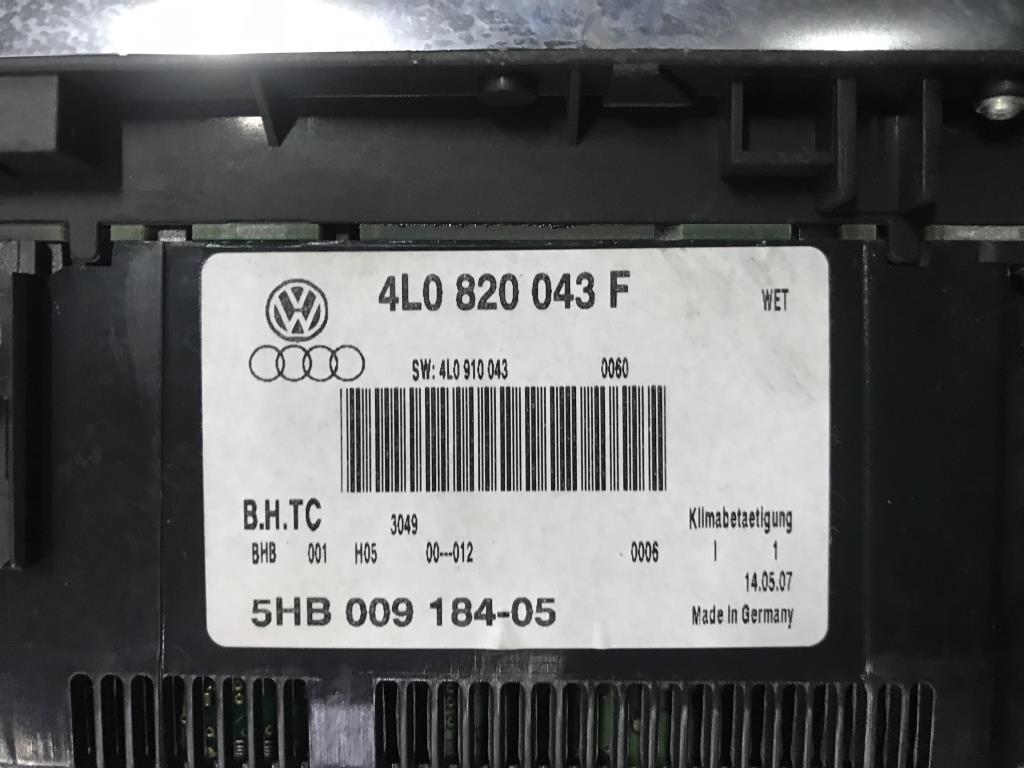 4L0 820 043 F
WET
SW: 4L0 910 043 0060
B.H.TC 3049 Klimabetaetigung
BHB 001 H05 00---012 0006 I 1
14.05.07
5HB 009 184-05 Made In Germany